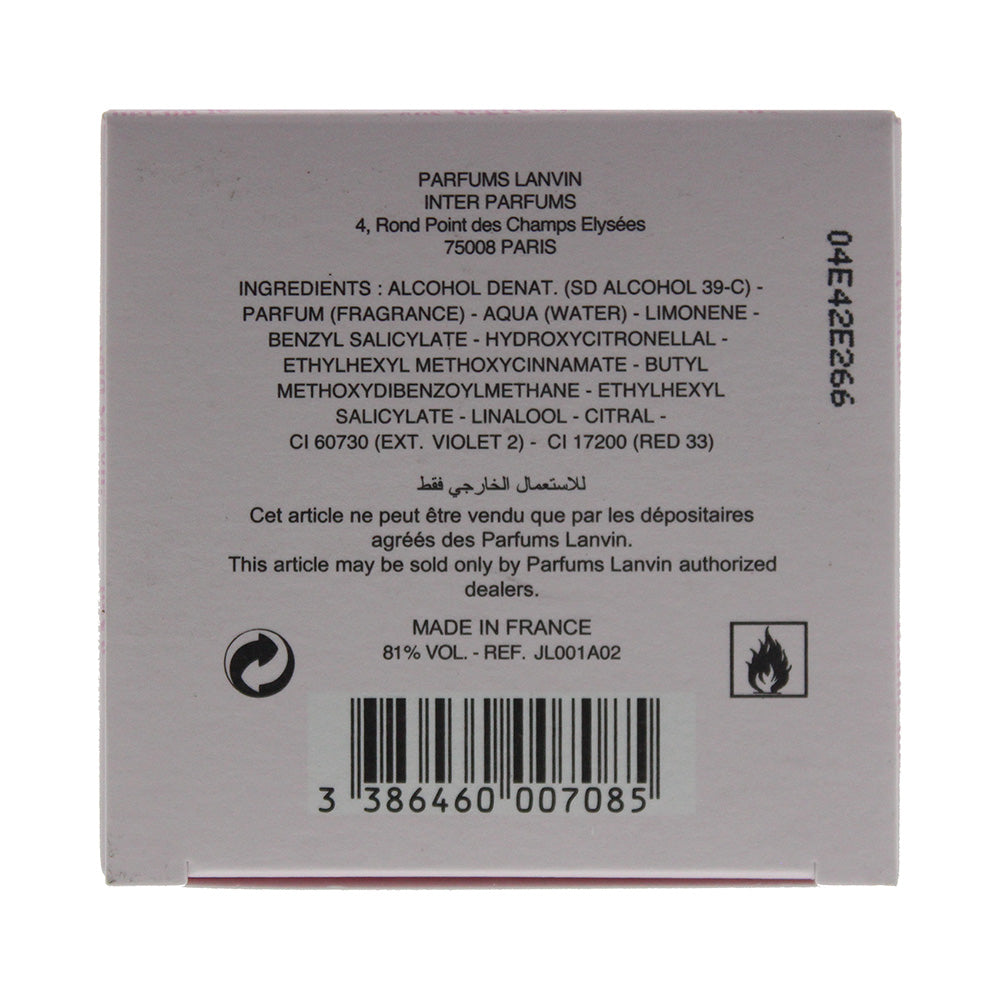 PARFUMS LANVIN
INTER PARFUMS
4, Rond Point des Champs Elysées
75008 PARIS
INGREDIENTS : ALCOHOL DENAT. (SD ALCOHOL 39-C) -
PARFUM (FRAGRANCE) - AQUA (WATER) - LIMONENE -
BENZYL SALICYLATE - HYDROXYCITRONELLAL -
ETHYLHEXYL METHOXYCINNAMATE - BUTYL
METHOXYDIBENZOYLMETHANE - ETHYLHEXYL
SALICYLATE - LINALOOL - CITRAL -
CI 60730 (EXT. VIOLET 2) - CI 17200 (RED 33)
للاستعمال الخارجي فقط
Cet article ne peut être vendu que par les dépositaires
agréés des Parfums Lanvin.
This article may be sold only by Parfums Lanvin authorized
dealers.
MADE IN FRANCE
81% VOL. - REF. JL001A02
3 386460 007085
04E42E266